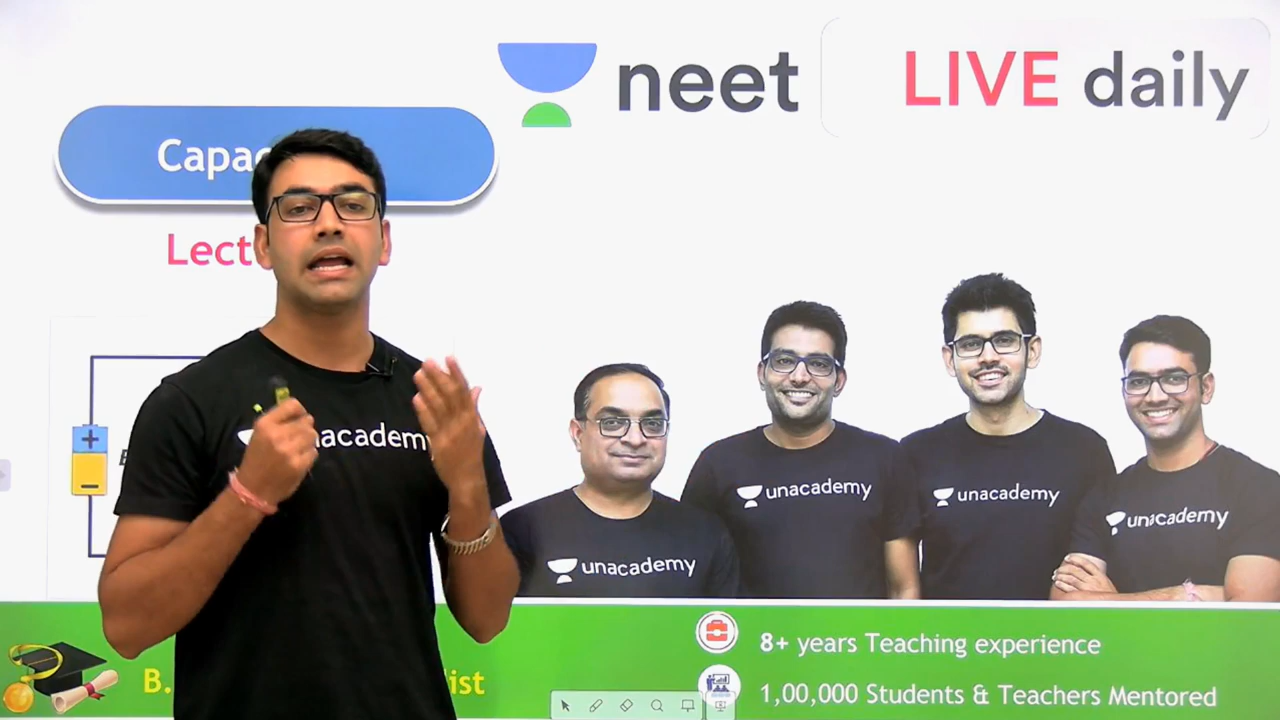 neet
LIVE daily
Capac
Lect
+
unacademy
unacademy
unacademy
unacademy
B.
ist
8+ years Teaching experience
1,00,000 Students & Teachers Mentored